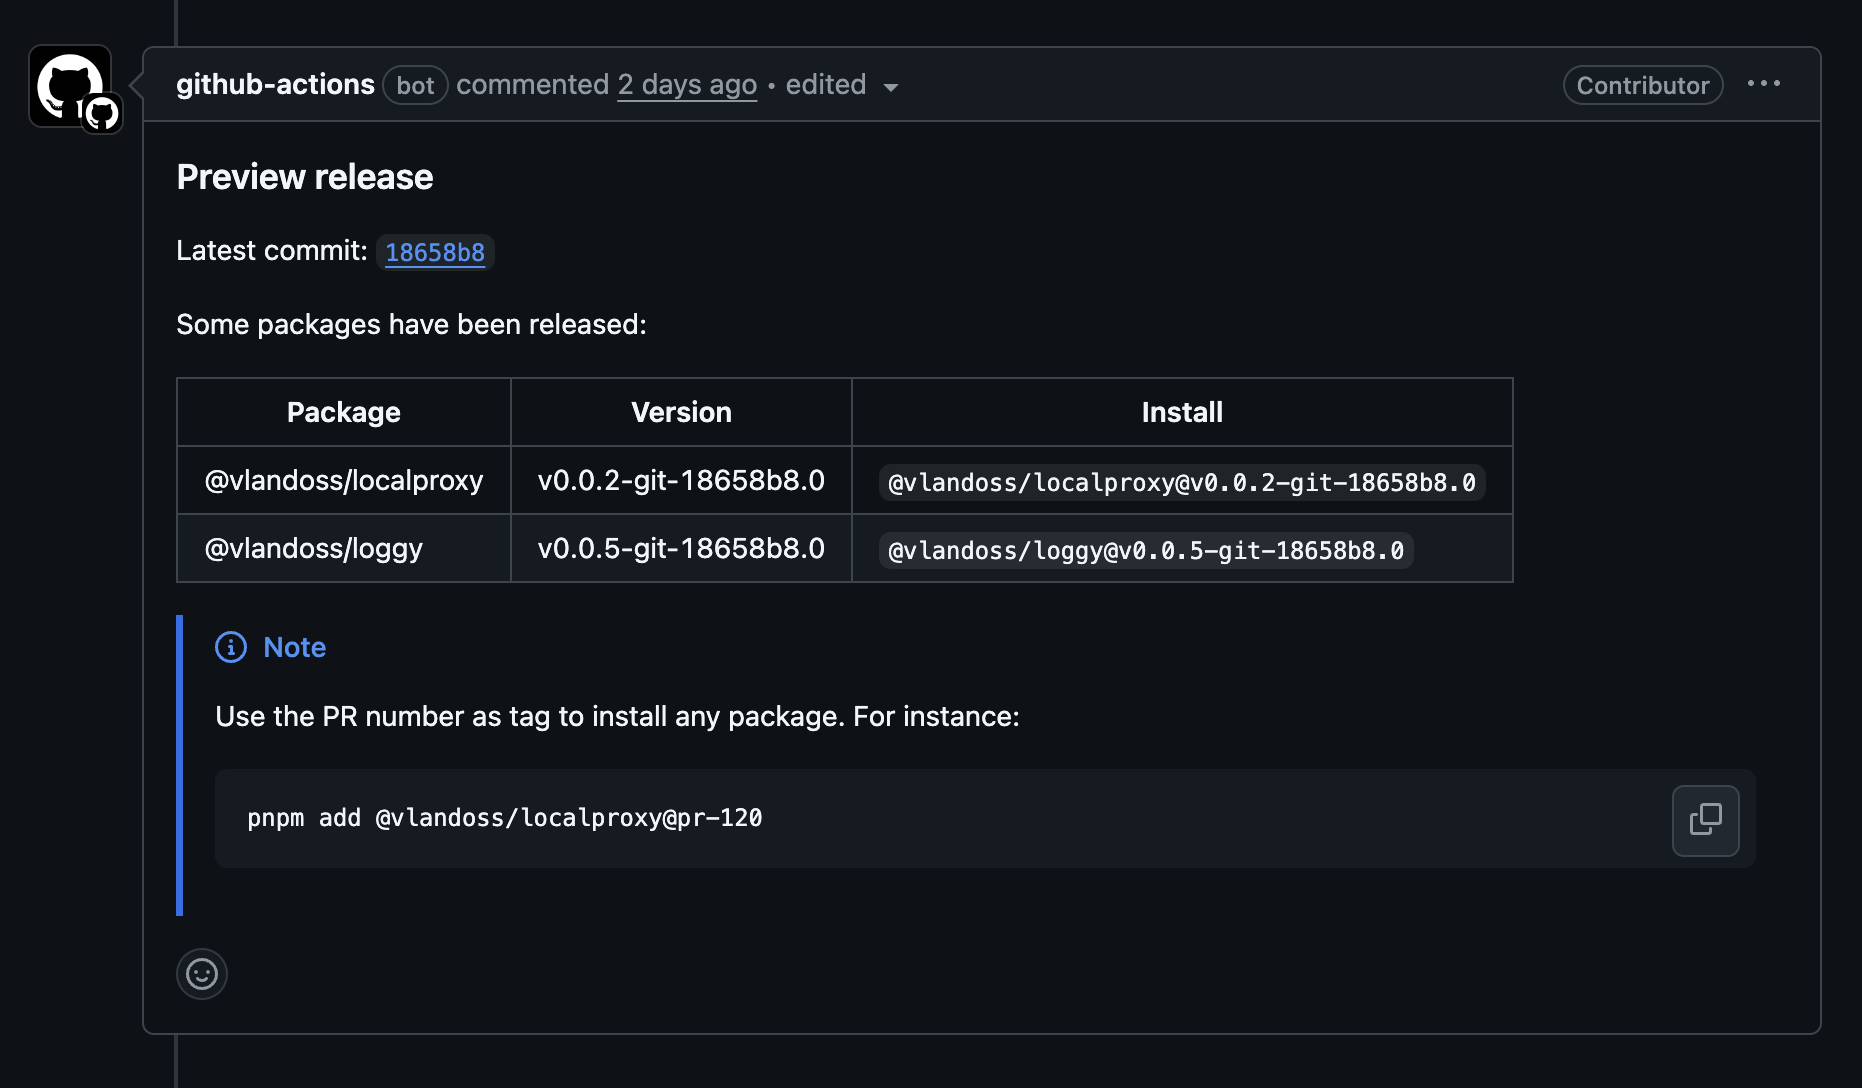 github-actions bot commented 2 days ago • edited Contributor
Preview release
Latest commit: 18658b8
Some packages have been released:
Package Version Install
@vlandoss/localproxy v0.0.2-git-18658b8.0 @vlandoss/localproxy@v0.0.2-git-18658b8.0
@vlandoss/loggy v0.0.5-git-18658b8.0 @vlandoss/loggy@v0.0.5-git-18658b8.0
Note
Use the PR number as tag to install any package. For instance:
pnpm add @vlandoss/localproxy@pr-120